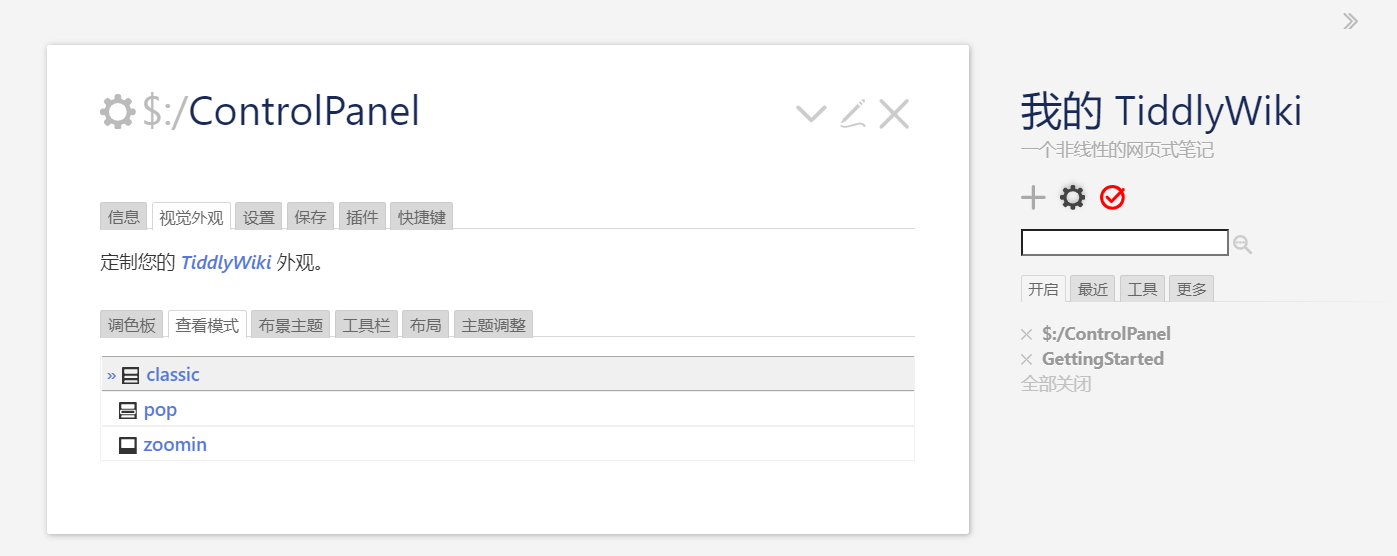 $:/ControlPanel
信息 视觉外观 设置 保存 插件 快捷键
定制您的 TiddlyWiki 外观。
调色板 查看模式 布景主题 工具栏 布局 主题调整
» classic
pop
zoomin
我的 TiddlyWiki
一个非线性的网页式笔记
开启 最近 工具 更多
$:/ControlPanel
GettingStarted
全部关闭